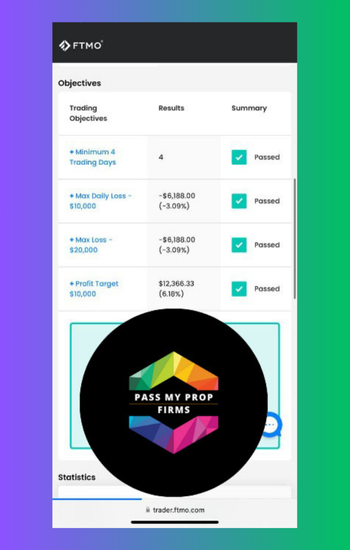 FTMO®
Objectives
Trading Results Summary
Objectives
+ Minimum 4 4 Passed
Trading Days
+ Max Daily Loss - -$6,188.00 Passed
$10,000 (-3.09%)
+ Max Loss - -$6,188.00 Passed
$20,000 (-3.09%)
+ Profit Target $12,366.33 Passed
$10,000 (6.18%)
PASS MY PROP
FIRMS
Statistics
trader.ftmo.com